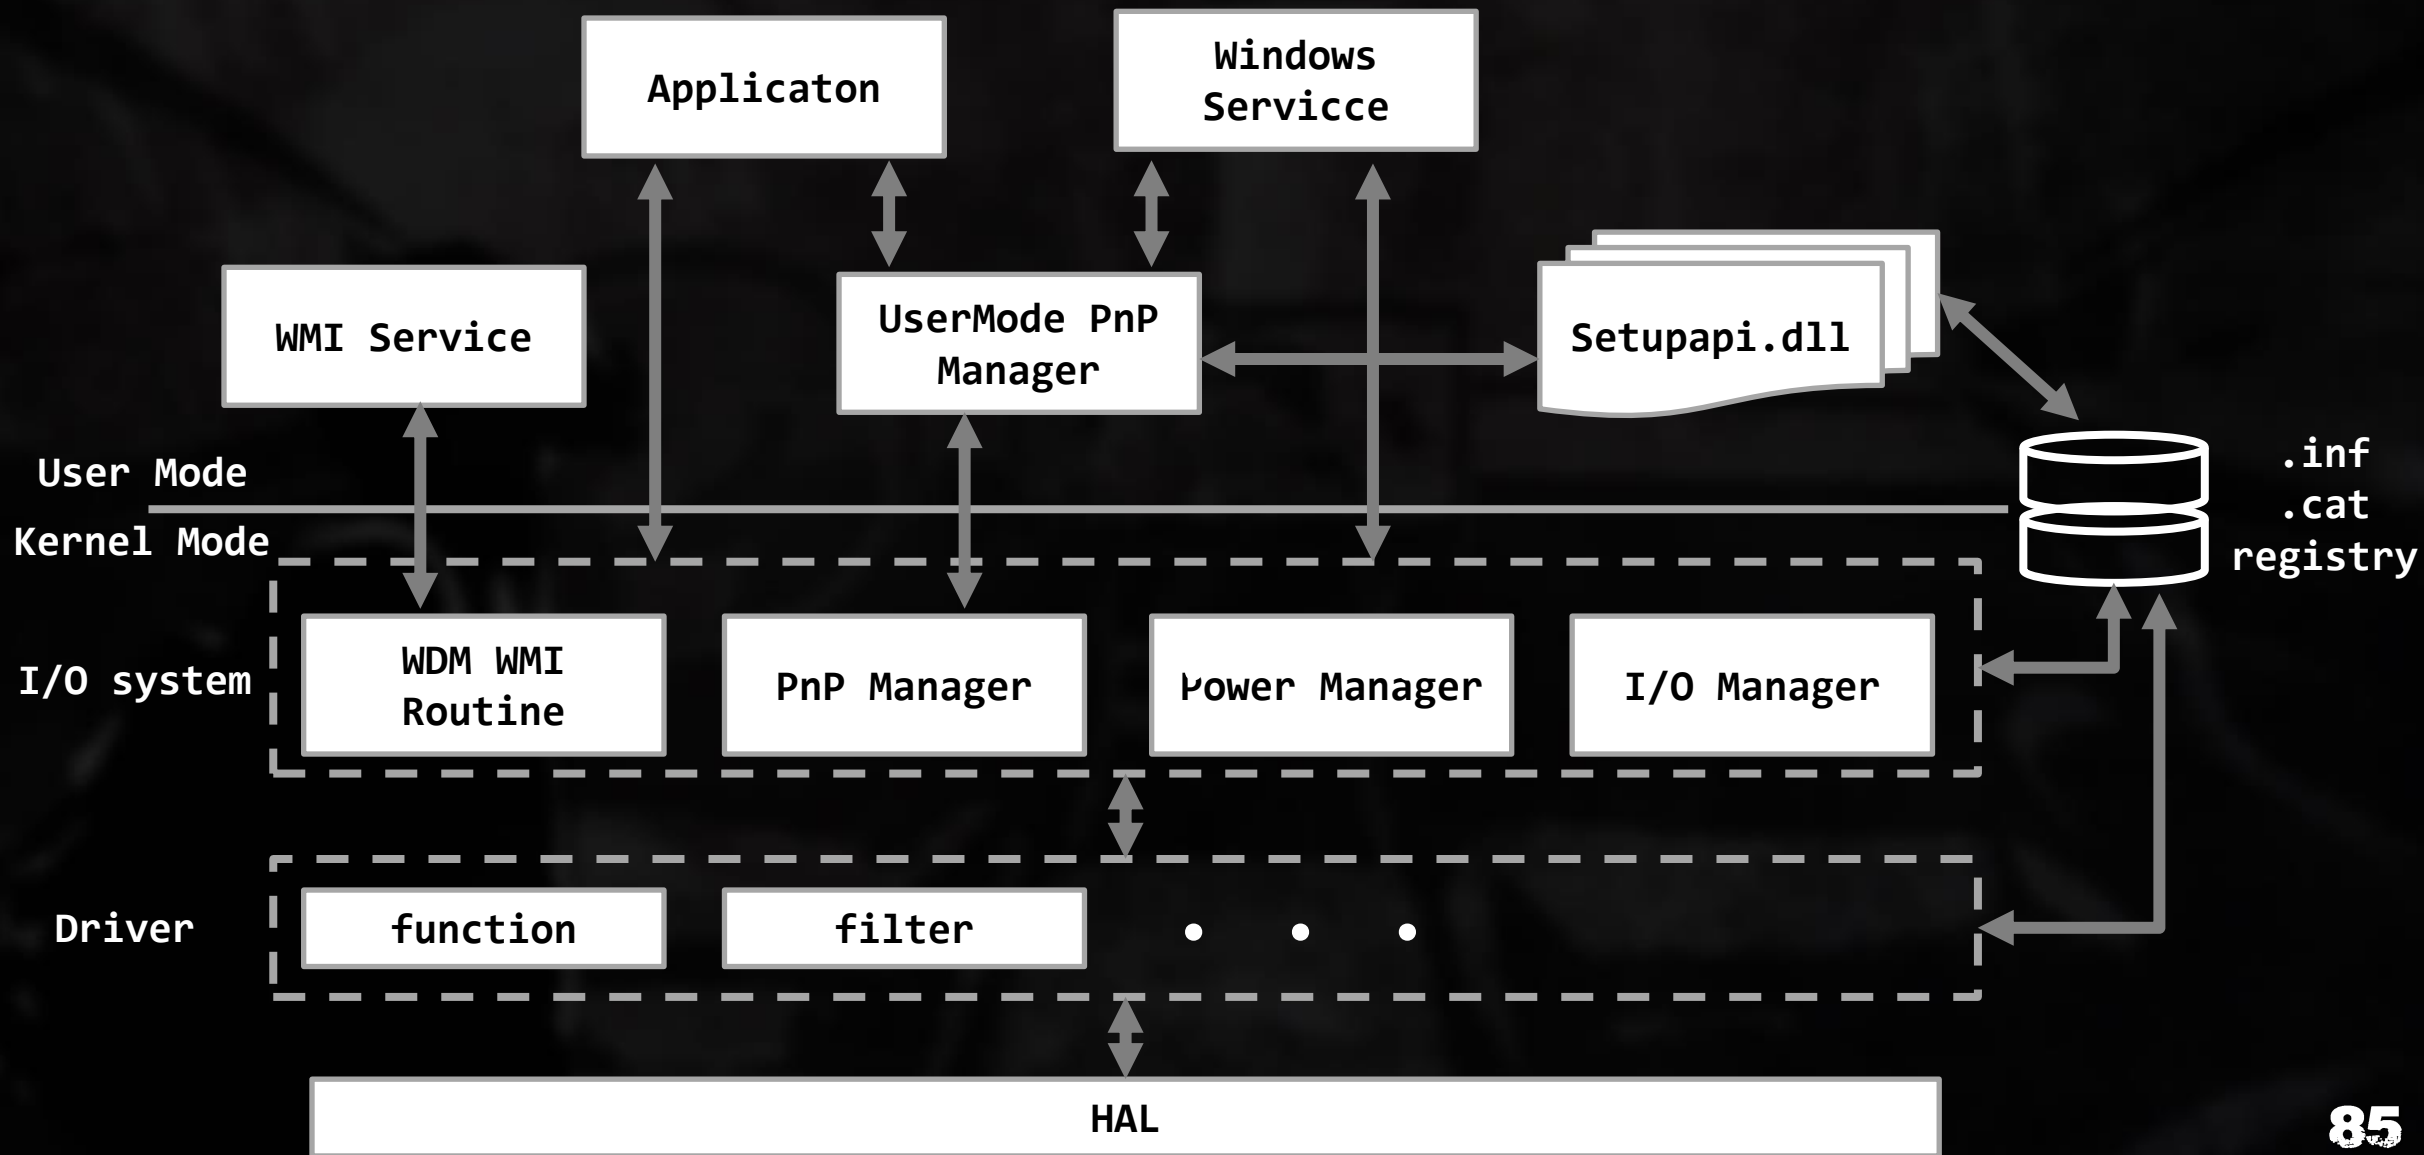 Applicaton
Windows
Servicce
WMI Service
UserMode PnP
Manager
Setupapi.dll
User Mode
Kernel Mode
.inf
.cat
registry
I/O system
WDM WMI
Routine
PnP Manager
Power Manager
I/O Manager
Driver
function
filter
• • •
HAL
85